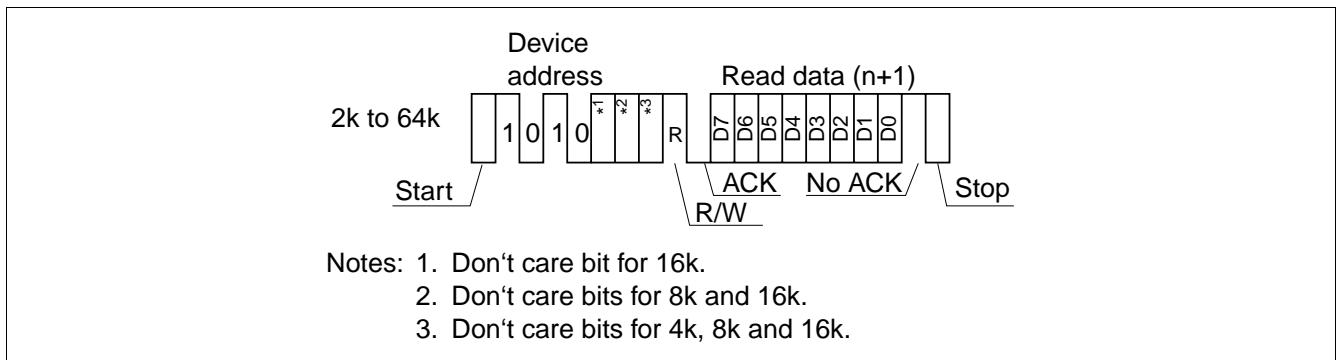 Device
address
Read data (n+1)
2k to 64k
1 0 1 0 *1 *2 *3 R D7 D6 D5 D4 D3 D2 D1 D0
Start
ACK
No ACK
Stop
R/W
Notes: 1. Don‘t care bit for 16k.
2. Don‘t care bits for 8k and 16k.
3. Don‘t care bits for 4k, 8k and 16k.